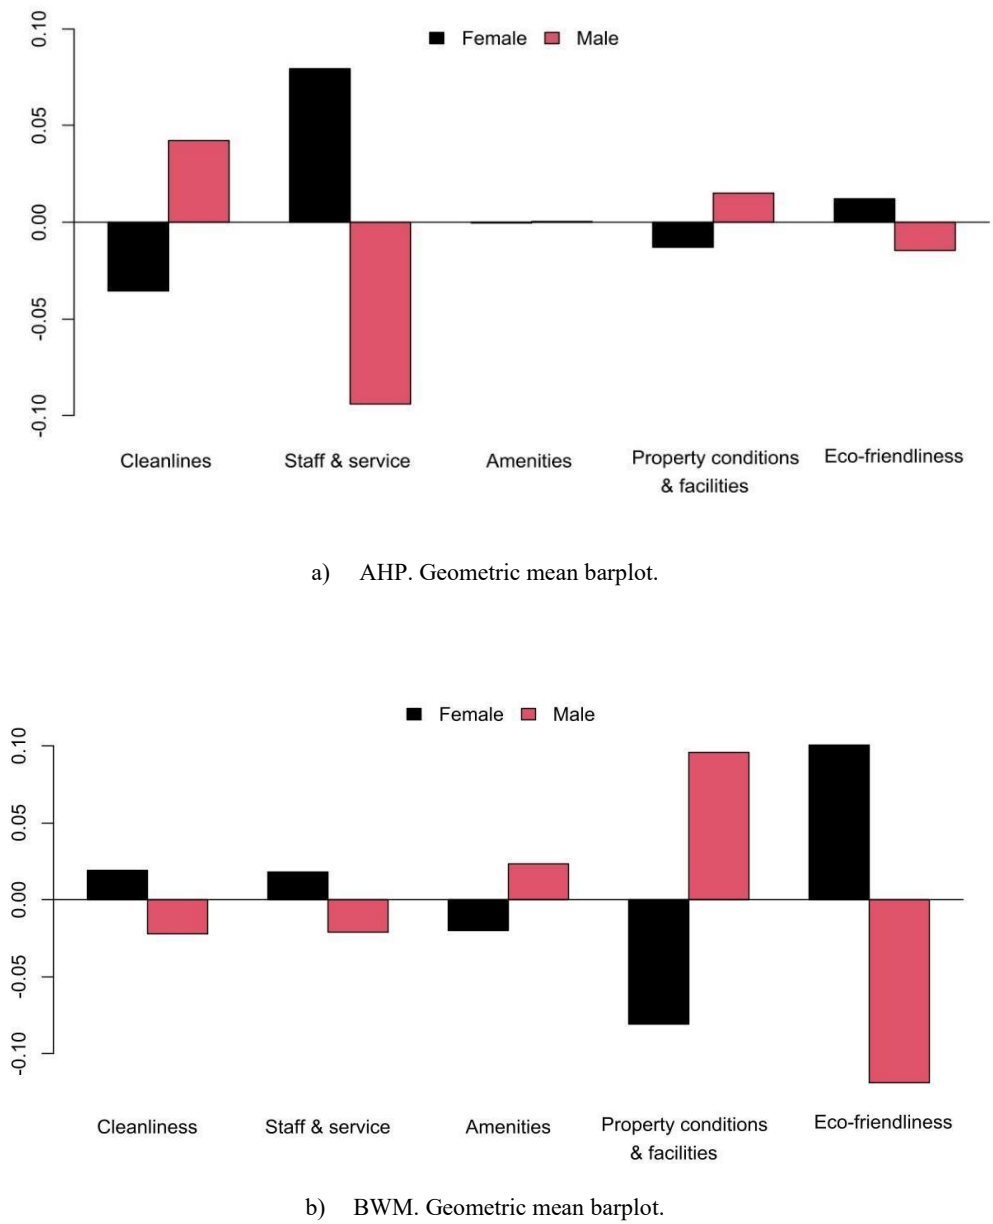 Female Male
0.10
0.05
0.00
-0.05
-0.10
Cleanlines Staff & service Amenities Property conditions & facilities Eco-friendliness
a) AHP. Geometric mean barplot.
Female Male
0.10
0.05
0.00
-0.05
-0.10
Cleanliness Staff & service Amenities Property conditions & facilities Eco-friendliness
b) BWM. Geometric mean barplot.